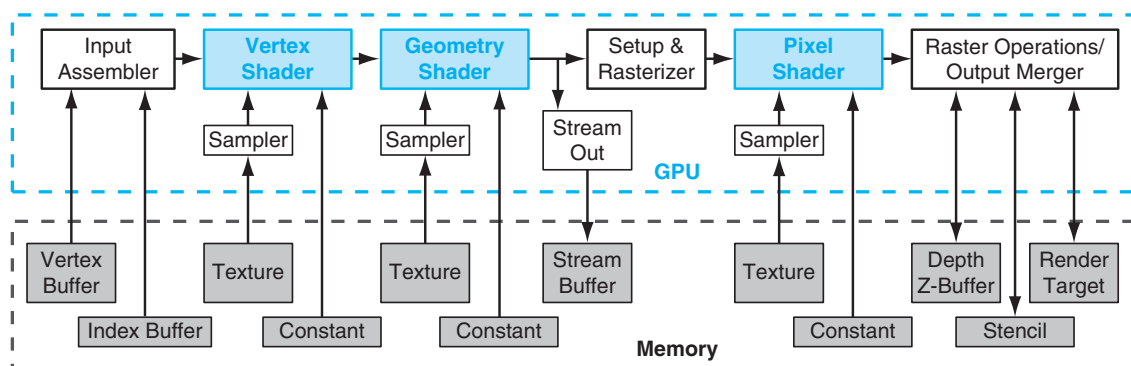 Input
Assembler
Vertex
Shader
Geometry
Shader
Setup &
Rasterizer
Pixel
Shader
Raster Operations/
Output Merger
Sampler
Sampler
Stream
Out
Sampler
GPU
Vertex
Buffer
Texture
Texture
Stream
Buffer
Texture
Depth
Z-Buffer
Render
Target
Index Buffer
Constant
Constant
Constant
Stencil
Memory